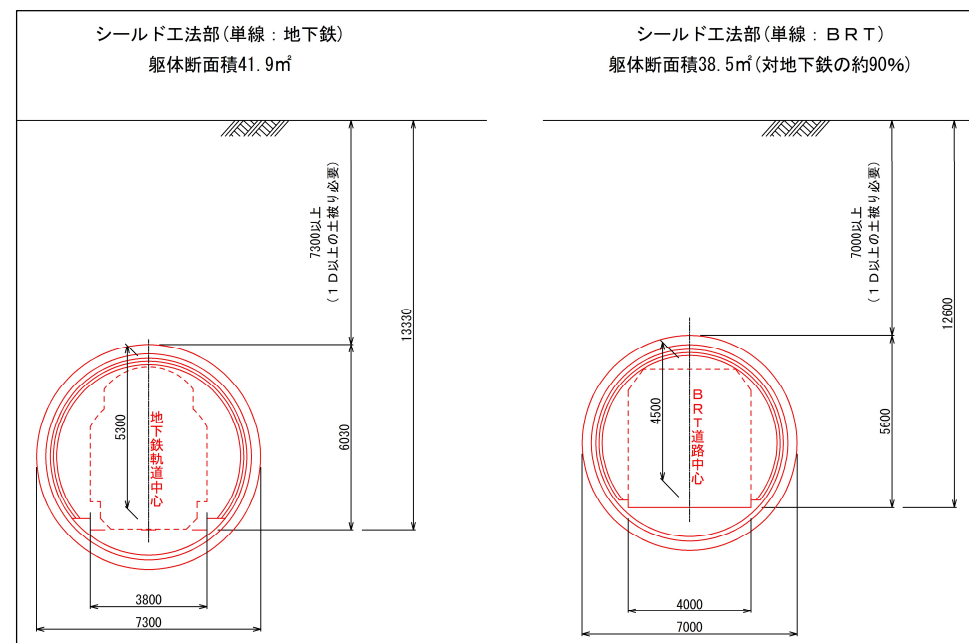 シールド工法部(単線：地下鉄)
躯体断面積41.9㎡
7300以上
(１Ｄ以上の土被り必要)
13330
5300
地下鉄軌道中心
6030
3800
7300
シールド工法部(単線：ＢＲＴ)
躯体断面積38.5㎡(対地下鉄の約90%)
7000以上
(１Ｄ以上の土被り必要)
12600
4500
ＢＲＴ道路中心
5600
4000
7000